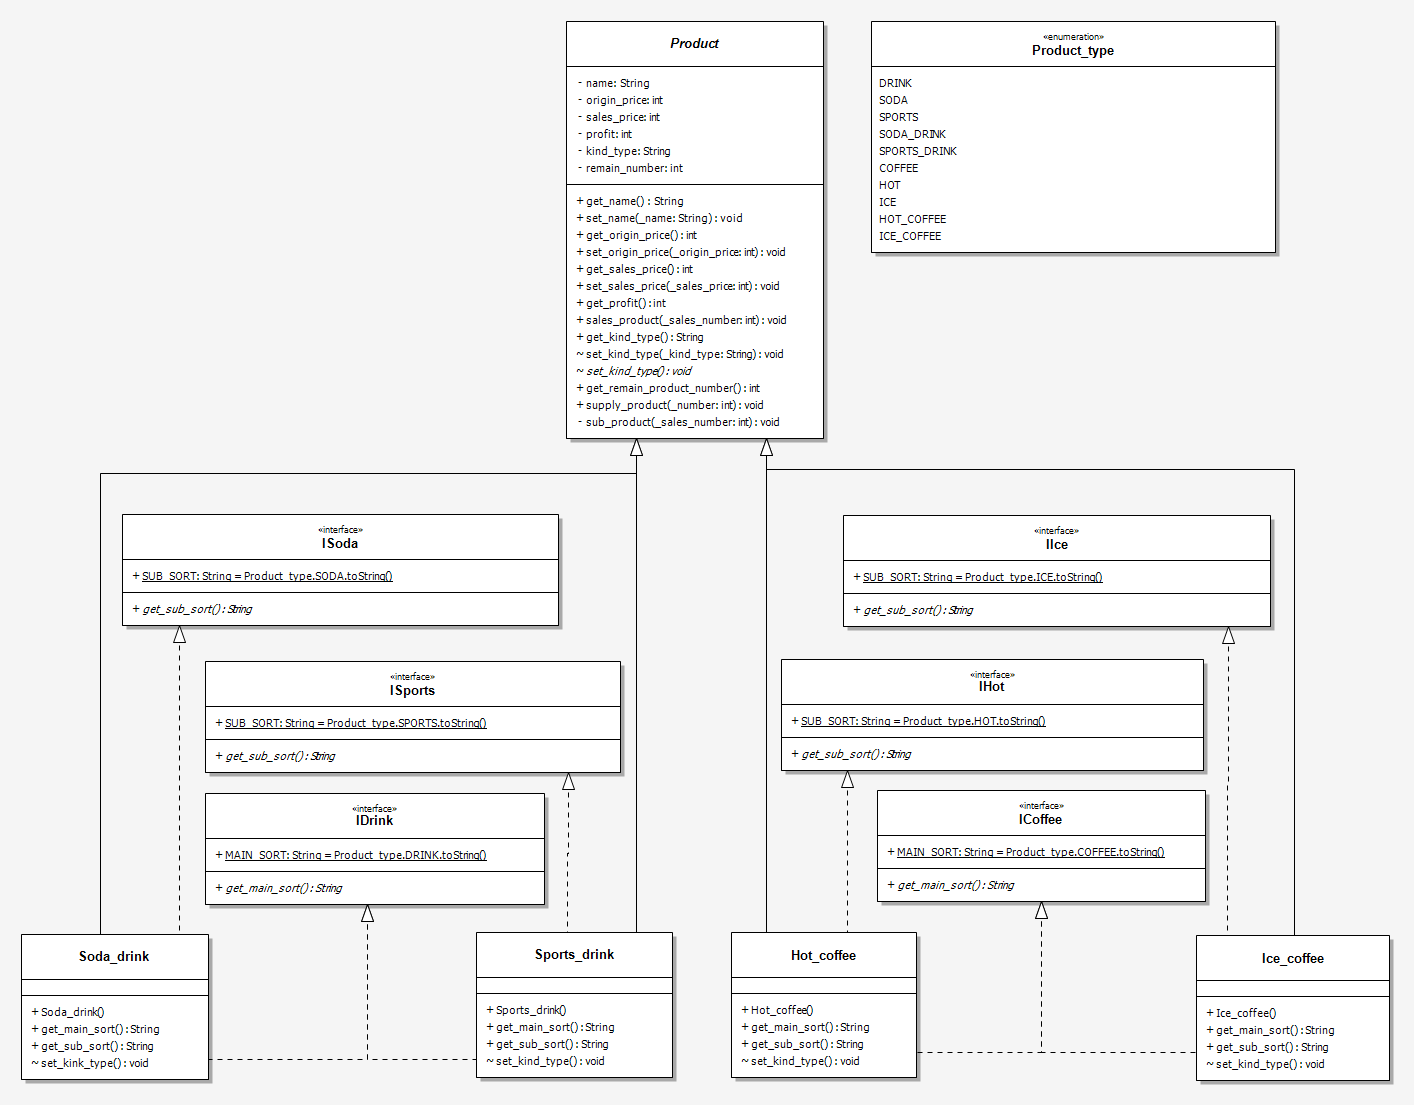 Product
- name: String
- origin_price: int
- sales_price: int
- profit: int
- kind_type: String
- remain_number: int
+ get_name() : String
+ set_name(_name: String) : void
+ get_origin_price(): int
+ set_origin_price(_origin_price: int) : void
+ get_sales_price(): int
+ set_sales_price(_sales_price: int) : void
+ get_profit(): int
+ sales_product(_sales_number: int) : void
+ get_kind_type(): String
~ set_kind_type(_kind_type: String) : void
~ set_kind_type(): void
+ get_remain_product_number(): int
+ supply_product(_number: int) : void
- sub_product(_sales_number: int) : void
«enumeration»
Product_type
DRINK
SODA
SPORTS
SODA_DRINK
SPORTS_DRINK
COFFEE
HOT
ICE
HOT_COFFEE
ICE_COFFEE
«interface»
ISoda
+ SUB_SORT: String = Product_type.SODA.toString()
+ get_sub_sort(): String
«interface»
IIce
+ SUB_SORT: String = Product_type.ICE.toString()
+ get_sub_sort(): String
«interface»
ISports
+ SUB_SORT: String = Product_type.SPORTS.toString()
+ get_sub_sort(): String
«interface»
IHot
+ SUB_SORT: String = Product_type.HOT.toString()
+ get_sub_sort(): String
«interface»
IDrink
+ MAIN_SORT: String = Product_type.DRINK.toString()
+ get_main_sort(): String
«interface»
ICoffee
+ MAIN_SORT: String = Product_type.COFFEE.toString()
+ get_main_sort(): String
Soda_drink
+ Soda_drink()
+ get_main_sort(): String
+ get_sub_sort(): String
~ set_kink_type(): void
Sports_drink
+ Sports_drink()
+ get_main_sort(): String
+ get_sub_sort(): String
~ set_kind_type(): void
Hot_coffee
+ Hot_coffee()
+ get_main_sort(): String
+ get_sub_sort(): String
~ set_kind_type(): void
Ice_coffee
+ Ice_coffee()
+ get_main_sort(): String
+ get_sub_sort(): String
~ set_kind_type(): void